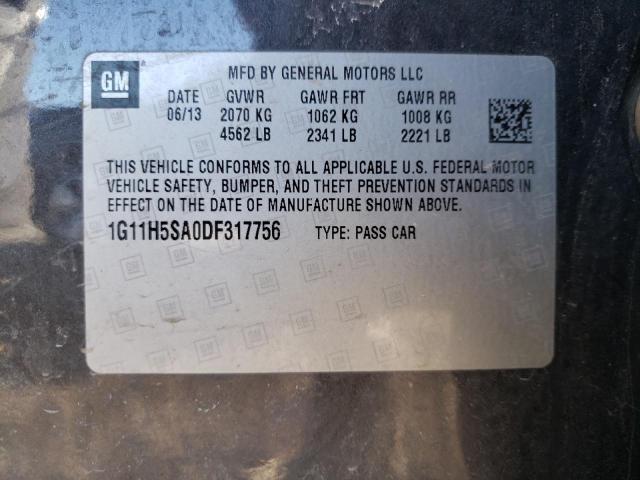 GM
MFD BY GENERAL MOTORS LLC
DATE GVWR GAWR FRT GAWR RR
06/13 2070 KG 1062 KG 1008 KG
4562 LB 2341 LB 2221 LB
THIS VEHICLE CONFORMS TO ALL APPLICABLE U.S. FEDERAL MOTOR
VEHICLE SAFETY, BUMPER, AND THEFT PREVENTION STANDARDS IN
EFFECT ON THE DATE OF MANUFACTURE SHOWN ABOVE.
1G11H5SA0DF317756 TYPE: PASS CAR